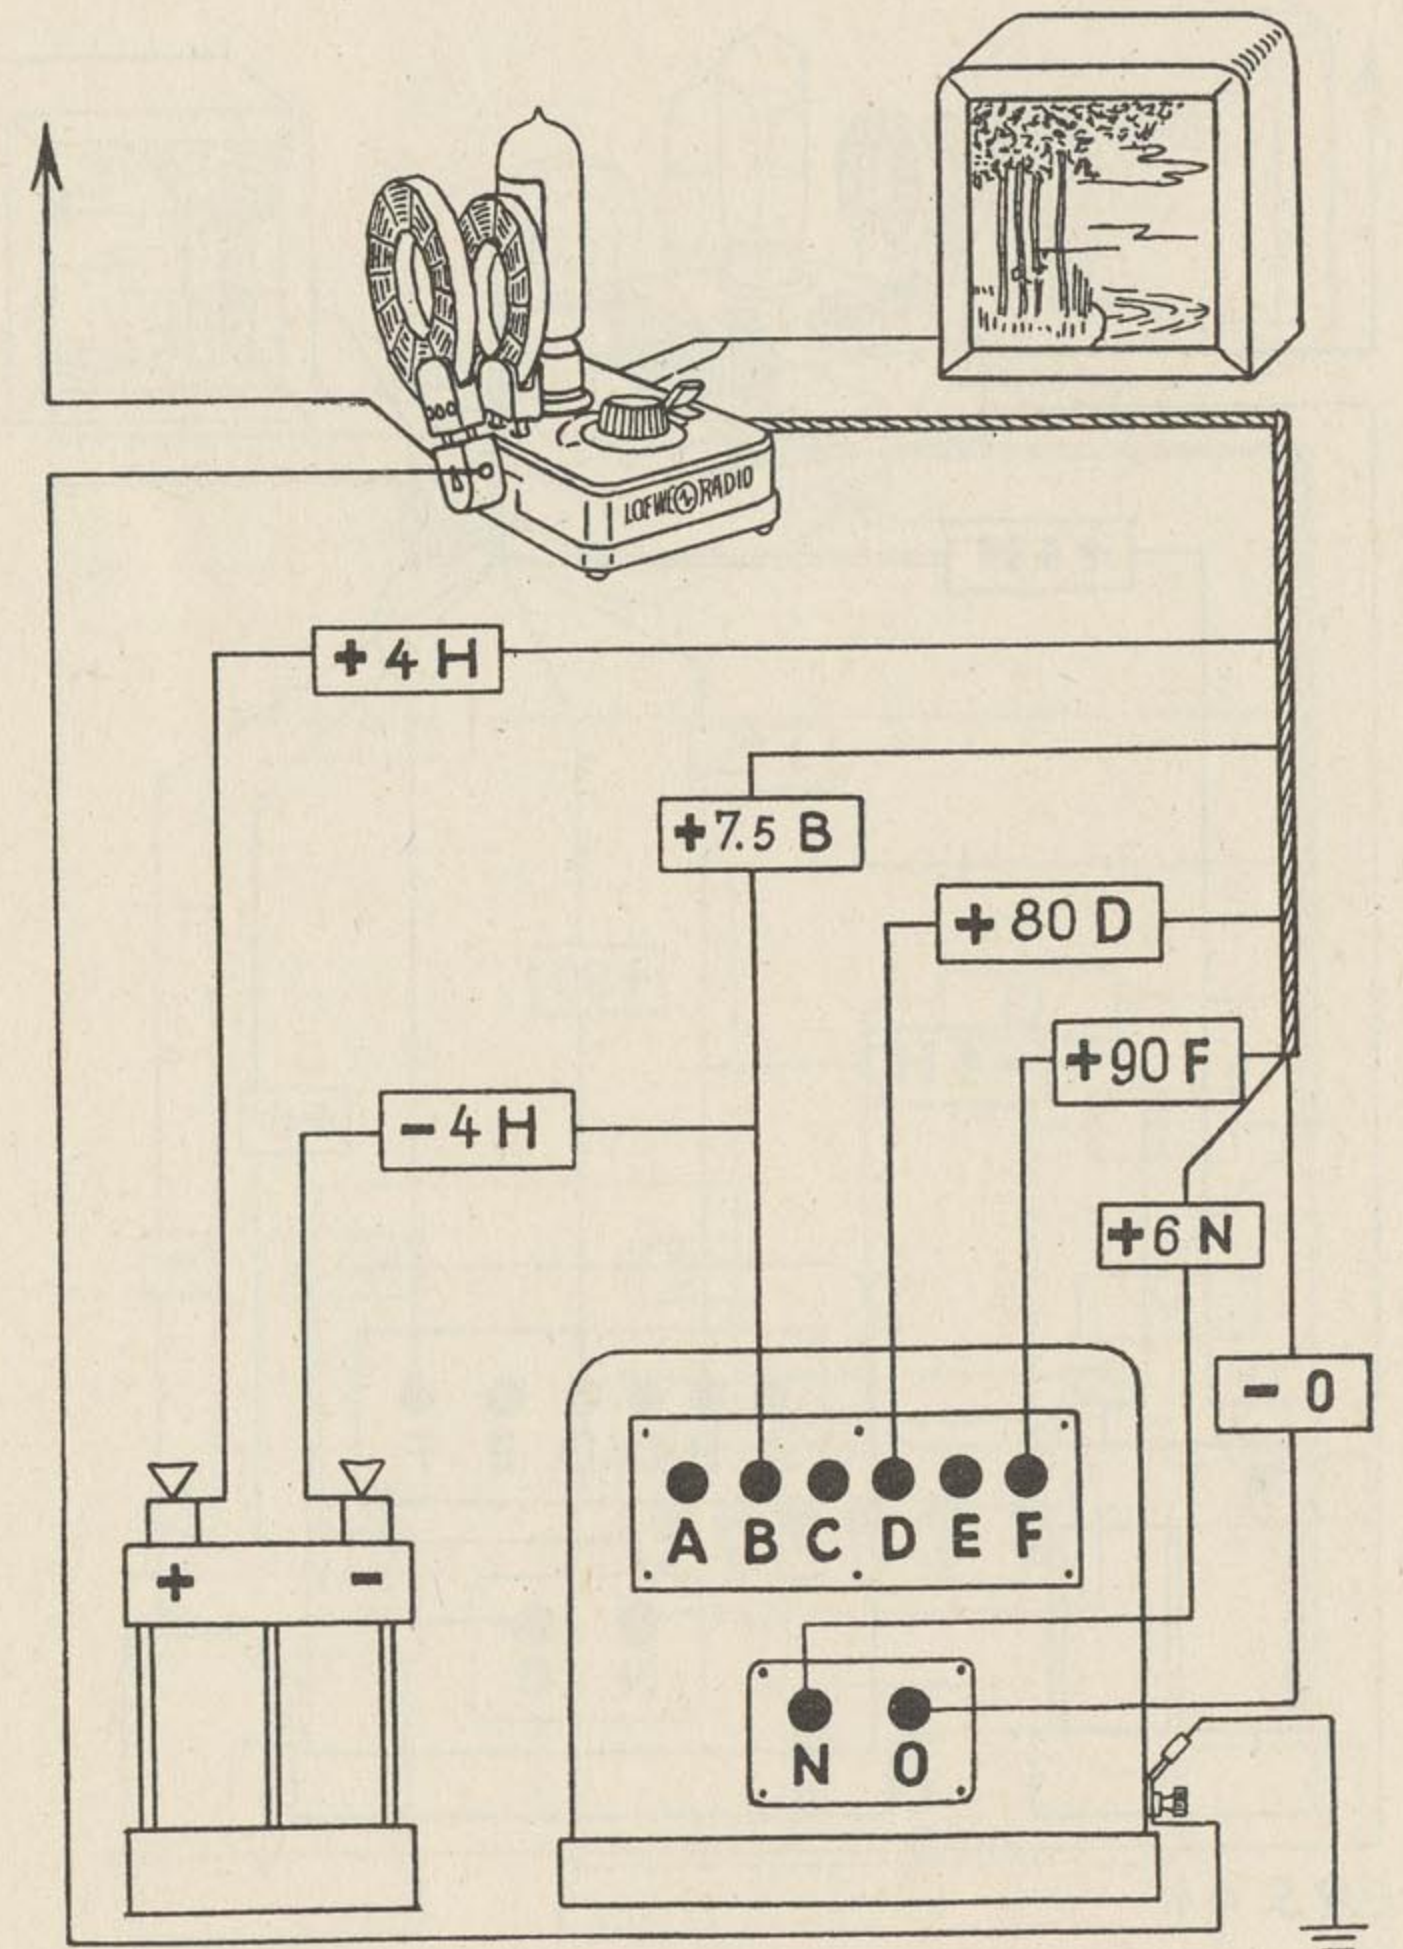 LOEWE RADIO
+ 4 H
+7.5 B
+ 80 D
+90 F
- 4 H
+6 N
- 0
+ -
A B C D E F
N O